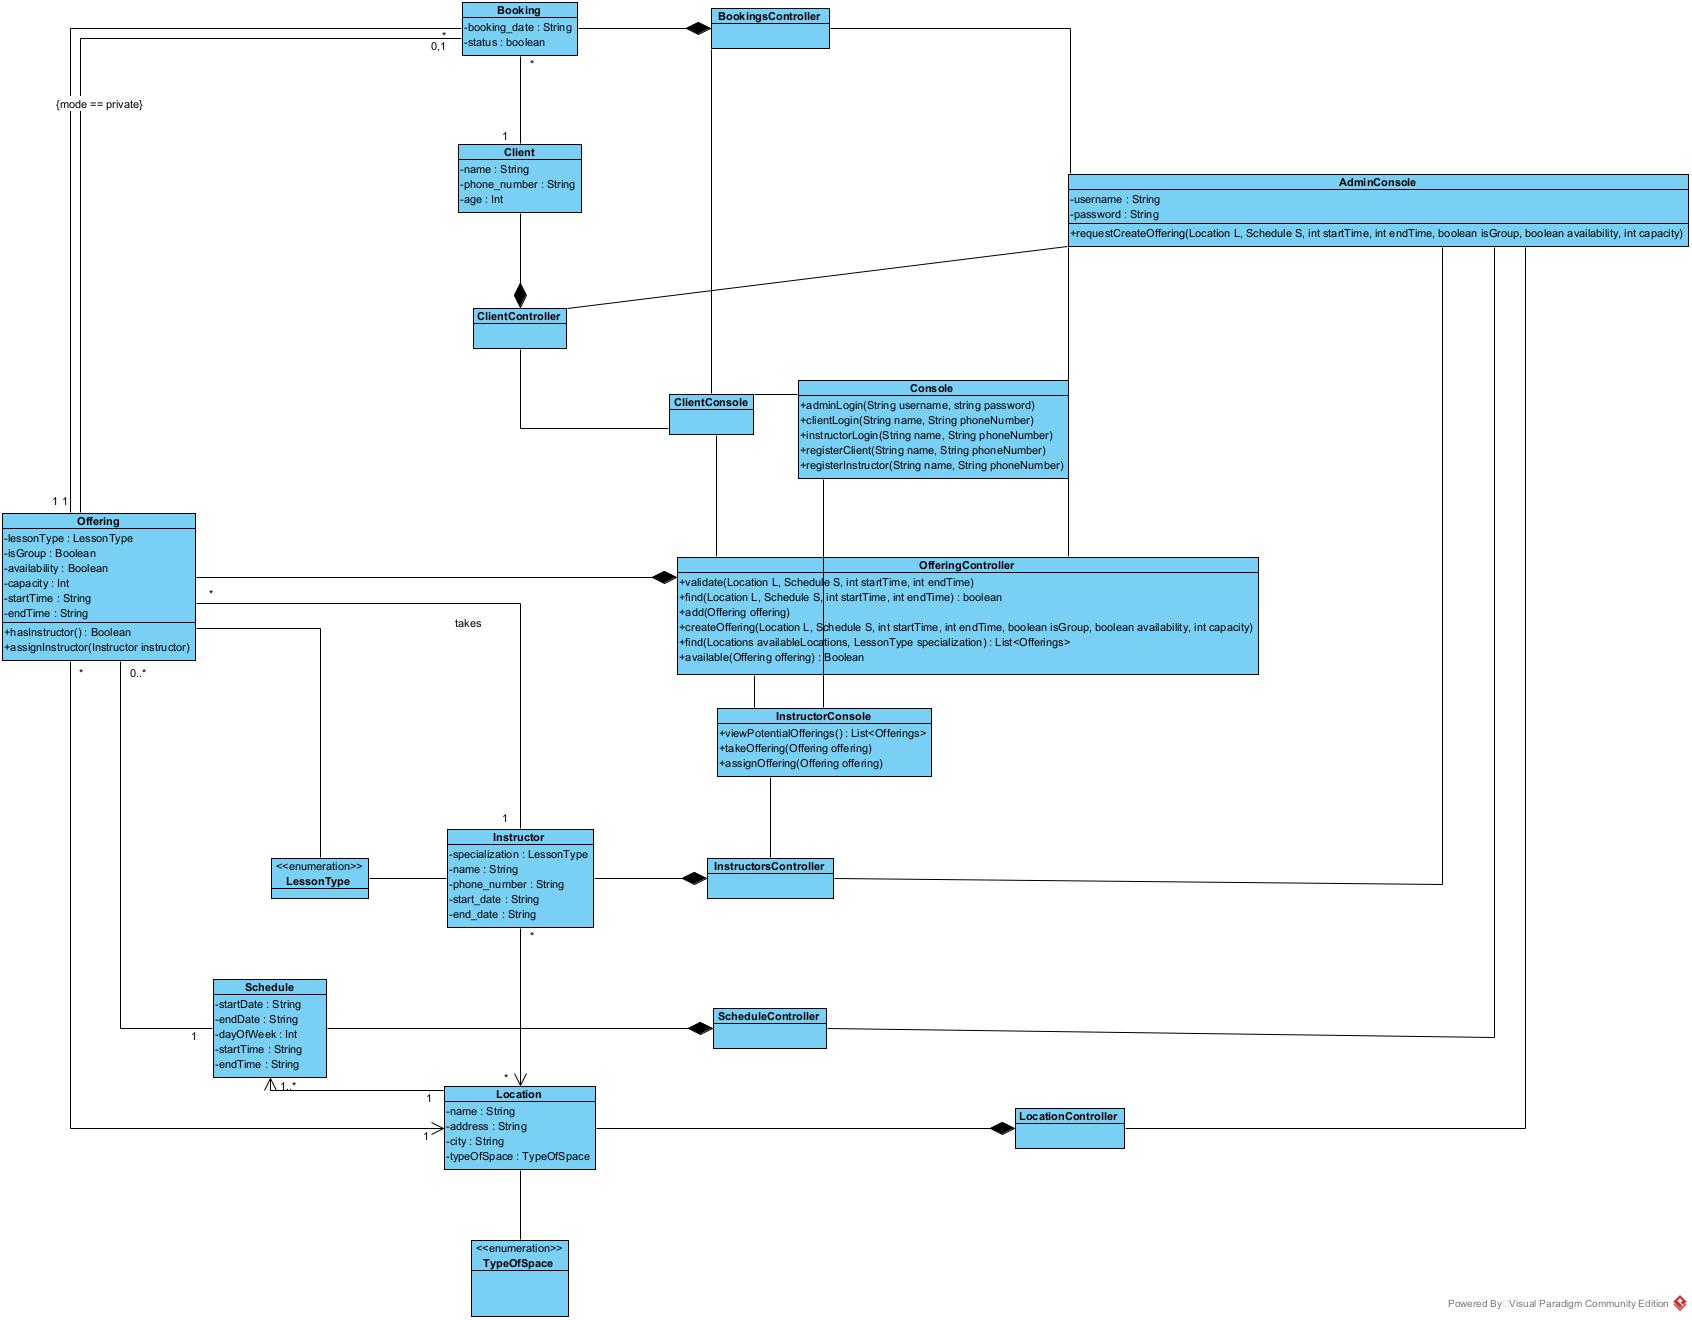 Booking
-booking_date : String
-status : boolean
BookingsController
*
0,1
*
{mode == private}
1
Client
-name : String
-phone_number : String
-age : Int
AdminConsole
-username : String
-password : String
+requestCreateOffering(Location L, Schedule S, int startTime, int endTime, boolean isGroup, boolean availability, int capacity)
ClientController
ClientConsole
Console
+adminLogin(String username, string password)
+clientLogin(String name, String phoneNumber)
+instructorLogin(String name, String phoneNumber)
+registerClient(String name, String phoneNumber)
+registerInstructor(String name, String phoneNumber)
1 1
Offering
-lessonType : LessonType
-isGroup : Boolean
-availability : Boolean
-capacity : Int
-startTime : String
-endTime : String
+hasInstructor() : Boolean
+assignInstructor(Instructor instructor)
*
takes
*
0..*
OfferingController
+validate(Location L, Schedule S, int startTime, int endTime)
+find(Location L, Schedule S, int startTime, int endTime) : boolean
+add(Offering offering)
+createOffering(Location L, Schedule S, int startTime, int endTime, boolean isGroup, boolean availability, int capacity)
+find(Locations availableLocations, LessonType specialization) : List<Offerings>
+available(Offering offering) : Boolean
InstructorConsole
+viewPotentialOfferings() : List<Offerings>
+takeOffering(Offering offering)
+assignOffering(Offering offering)
1
Instructor
-specialization : LessonType
-name : String
-phone_number : String
-start_date : String
-end_date : String
<<enumeration>>
LessonType
InstructorsController
*
Schedule
-startDate : String
-endDate : String
-dayOfWeek : Int
-startTime : String
-endTime : String
1
ScheduleController
*
1..*
1
1
Location
-name : String
-address : String
-city : String
-typeOfSpace : TypeOfSpace
LocationController
<<enumeration>>
TypeOfSpace
Powered By Visual Paradigm Community Edition